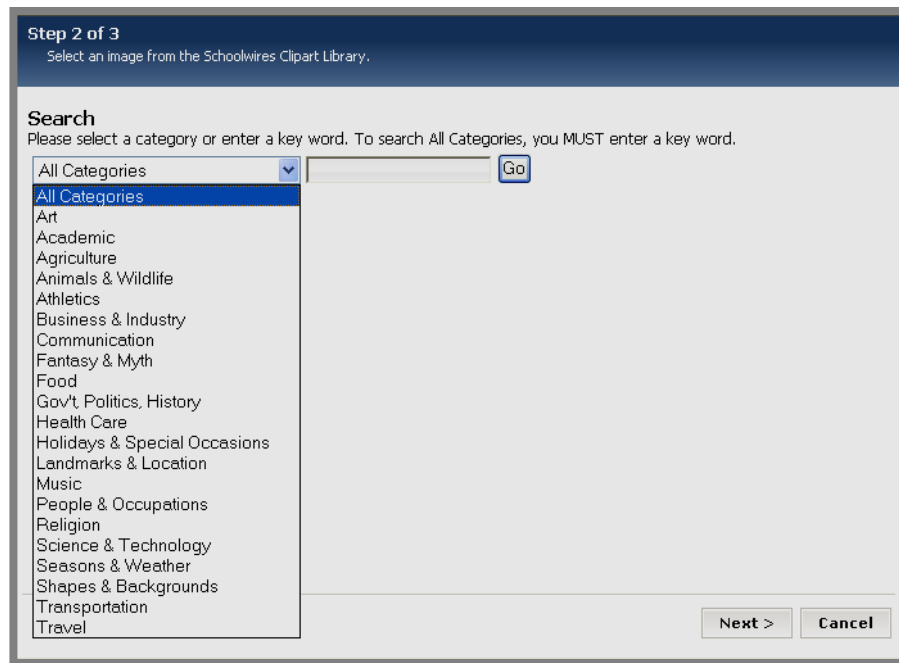 Step 2 of 3
Select an image from the Schoolwires Clipart Library.
Search
Please select a category or enter a key word. To search All Categories, you MUST enter a key word.
All Categories
Go
All Categories
Art
Academic
Agriculture
Animals & Wildlife
Athletics
Business & Industry
Communication
Fantasy & Myth
Food
Gov't, Politics, History
Health Care
Holidays & Special Occasions
Landmarks & Location
Music
People & Occupations
Religion
Science & Technology
Seasons & Weather
Shapes & Backgrounds
Transportation
Travel
Next > Cancel